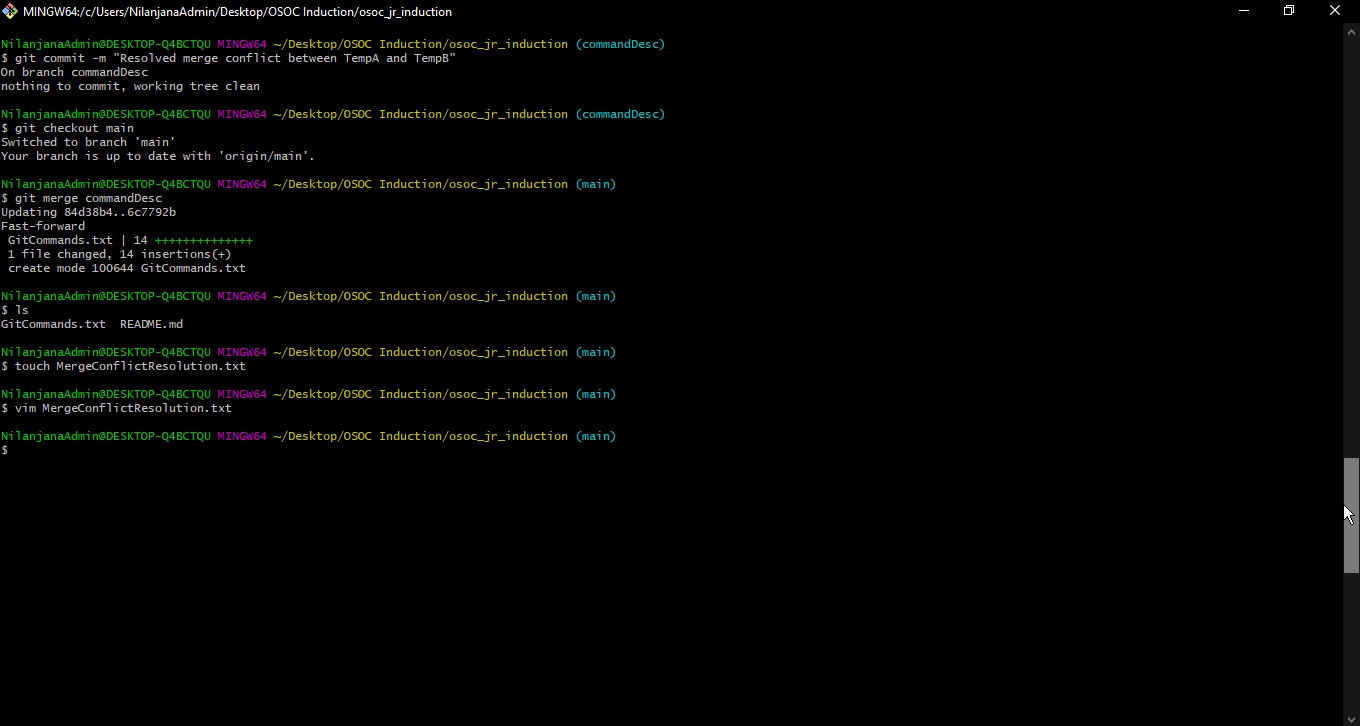 MINGW64:/c/Users/NilanjanaAdmin/Desktop/OSOC Induction/osoc_jr_induction
NilanjanaAdmin@DESKTOP-Q4BCTQU MINGW64 ~/Desktop/OSOC Induction/osoc_jr_induction (commandDesc)
$ git commit -m "Resolved merge conflict between TempA and TempB"
On branch commandDesc
nothing to commit, working tree clean
NilanjanaAdmin@DESKTOP-Q4BCTQU MINGW64 ~/Desktop/OSOC Induction/osoc_jr_induction (commandDesc)
$ git checkout main
Switched to branch 'main'
Your branch is up to date with 'origin/main'.
NilanjanaAdmin@DESKTOP-Q4BCTQU MINGW64 ~/Desktop/OSOC Induction/osoc_jr_induction (main)
$ git merge commandDesc
Updating 84d38b4..6c7792b
Fast-forward
 GitCommands.txt | 14 ++++++++++++++
 1 file changed, 14 insertions(+)
 create mode 100644 GitCommands.txt
NilanjanaAdmin@DESKTOP-Q4BCTQU MINGW64 ~/Desktop/OSOC Induction/osoc_jr_induction (main)
$ ls
GitCommands.txt  README.md
NilanjanaAdmin@DESKTOP-Q4BCTQU MINGW64 ~/Desktop/OSOC Induction/osoc_jr_induction (main)
$ touch MergeConflictResolution.txt
NilanjanaAdmin@DESKTOP-Q4BCTQU MINGW64 ~/Desktop/OSOC Induction/osoc_jr_induction (main)
$ vim MergeConflictResolution.txt
NilanjanaAdmin@DESKTOP-Q4BCTQU MINGW64 ~/Desktop/OSOC Induction/osoc_jr_induction (main)
$